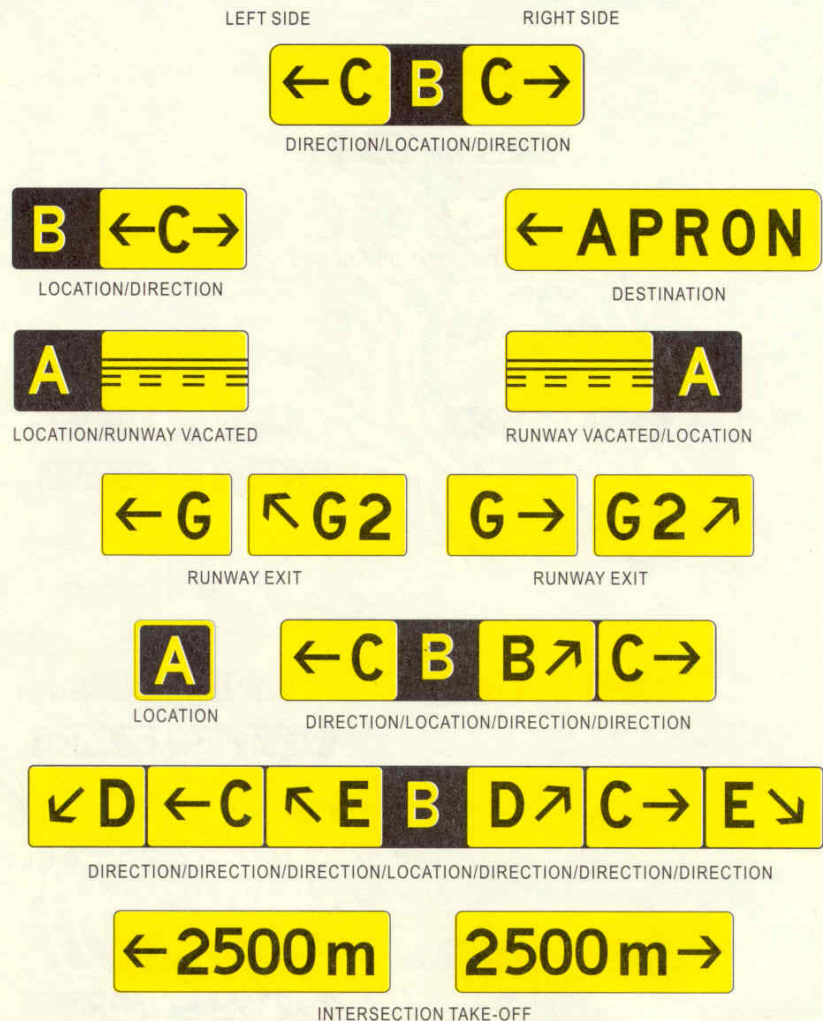 LEFT SIDE RIGHT SIDE
←C B C→
DIRECTION/LOCATION/DIRECTION
B ←C→
LOCATION/DIRECTION
← APRON
DESTINATION
A
LOCATION/RUNWAY VACATED
A
RUNWAY VACATED/LOCATION
←G ↖G2
RUNWAY EXIT
G→ G2↗
RUNWAY EXIT
A
LOCATION
←C B B↗ C→
DIRECTION/LOCATION/DIRECTION/DIRECTION
↙D ←C ↖E B D↗ C→ E↘
DIRECTION/DIRECTION/DIRECTION/LOCATION/DIRECTION/DIRECTION/DIRECTION
←2500 m 2500 m→
INTERSECTION TAKE-OFF